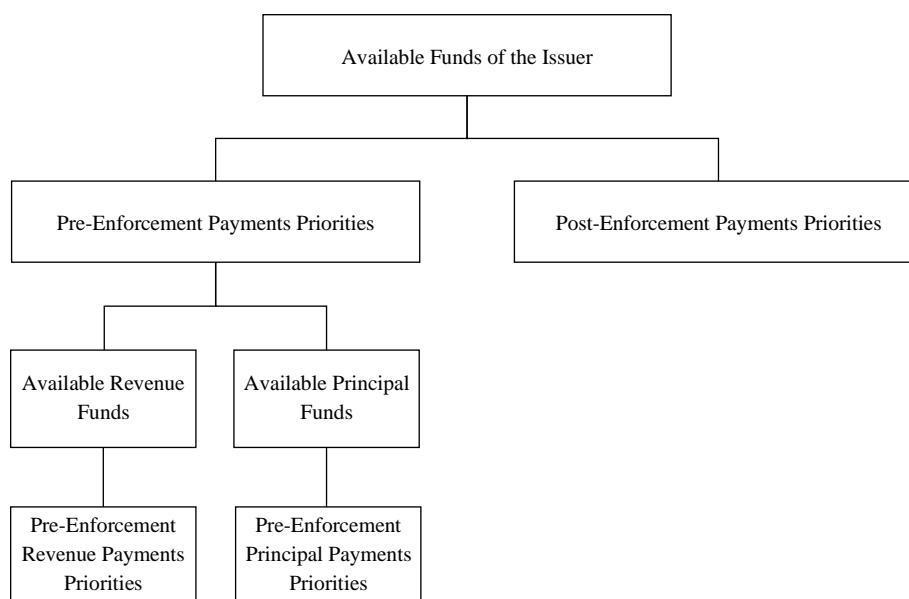 Available Funds of the Issuer
Pre-Enforcement Payments Priorities
Post-Enforcement Payments Priorities
Available Revenue
Funds
Available Principal
Funds
Pre-Enforcement
Revenue Payments
Priorities
Pre-Enforcement
Principal Payments
Priorities